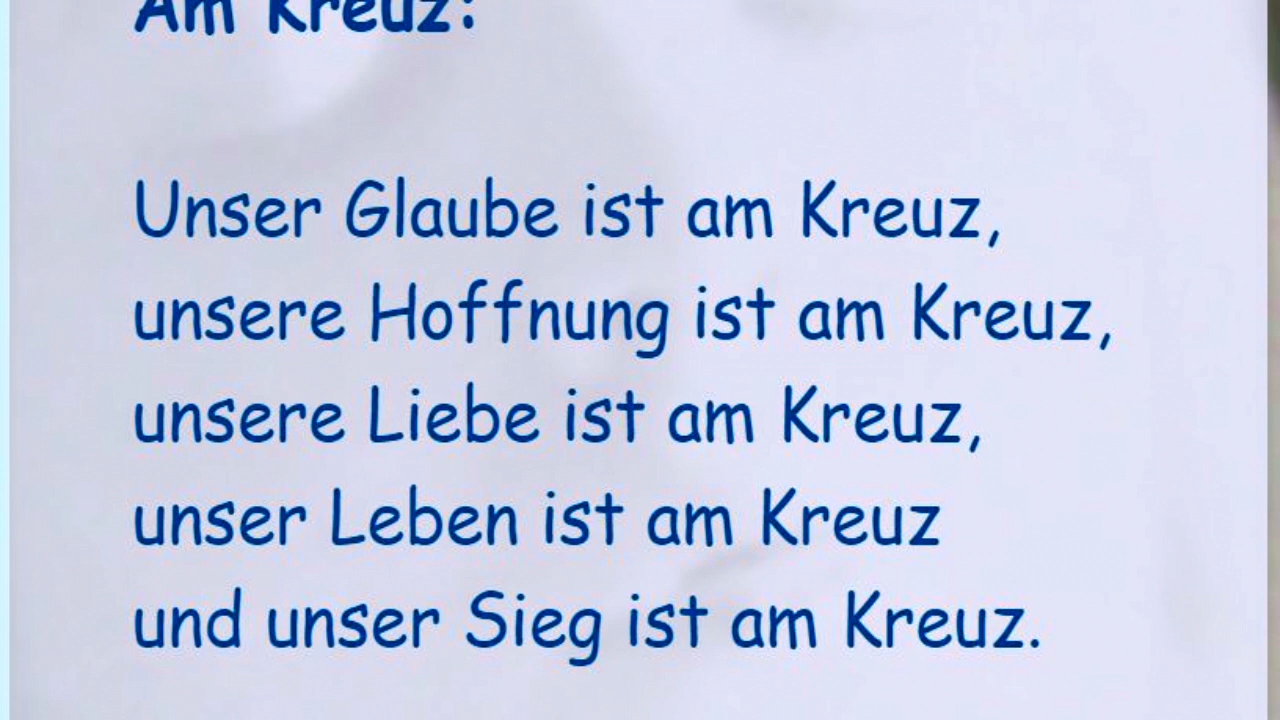 Am Kreuz:
Unser Glaube ist am Kreuz,
unsere Hoffnung ist am Kreuz,
unsere Liebe ist am Kreuz,
unser Leben ist am Kreuz
und unser Sieg ist am Kreuz.